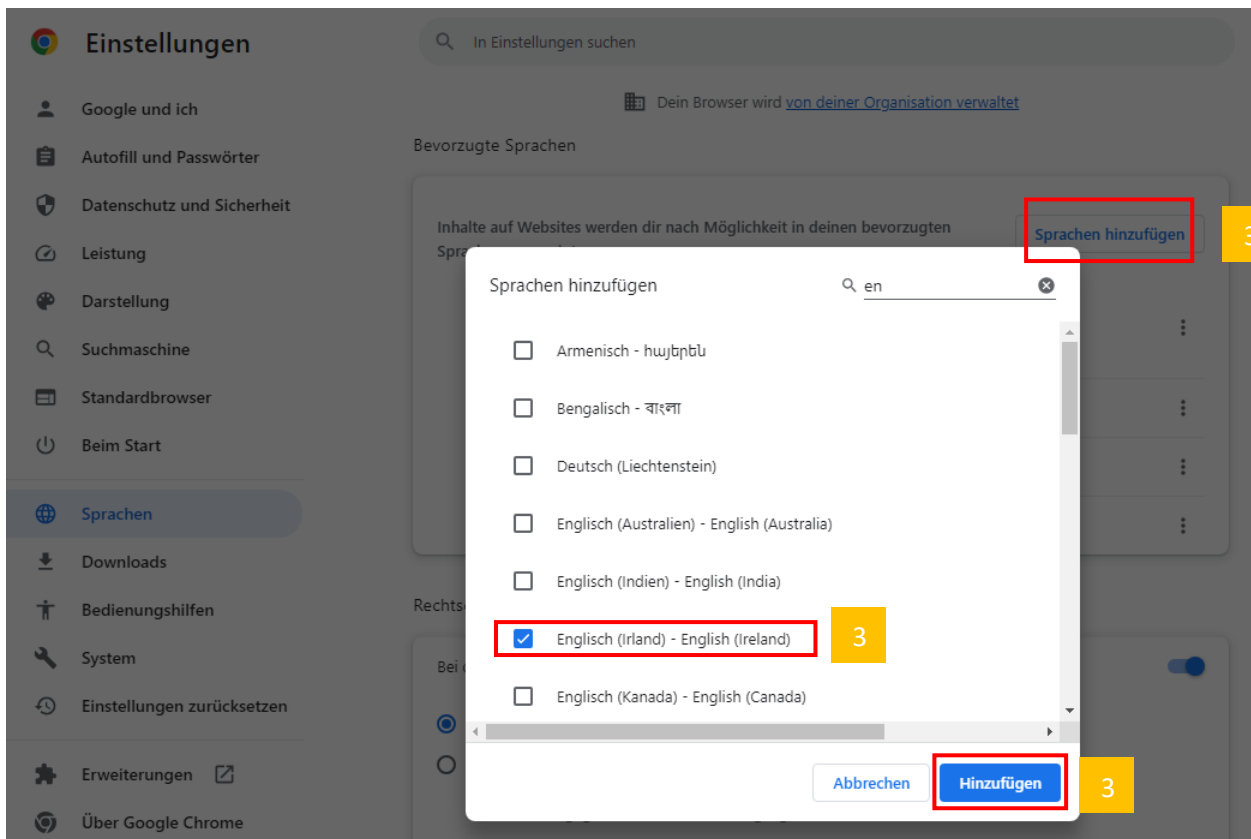 Einstellungen
In Einstellungen suchen
Google und ich
Autofill und Passwörter
Datenschutz und Sicherheit
Leistung
Darstellung
Suchmaschine
Standardbrowser
Beim Start
Sprachen
Downloads
Bedienungshilfen
System
Einstellungen zurücksetzen
Erweiterungen
Über Google Chrome
Dein Browser wird von deiner Organisation verwaltet
Bevorzugte Sprachen
Inhalte auf Websites werden dir nach Möglichkeit in deinen bevorzugten
Sprachen hinzufügen
3
Sprachen hinzufügen
en
Armenisch - հայերեն
Bengalisch - বাংলা
Deutsch (Liechtenstein)
Englisch (Australien) - English (Australia)
Englisch (Indien) - English (India)
Englisch (Irland) - English (Ireland)
3
Englisch (Kanada) - English (Canada)
Abbrechen
Hinzufügen
3
Bei